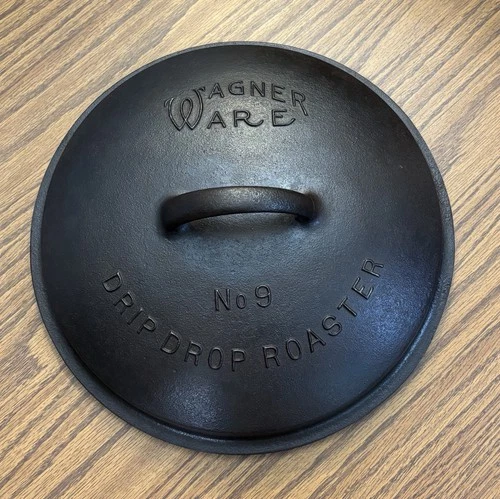 WAGNER
WARE
No 9
DRIP DROP ROASTER